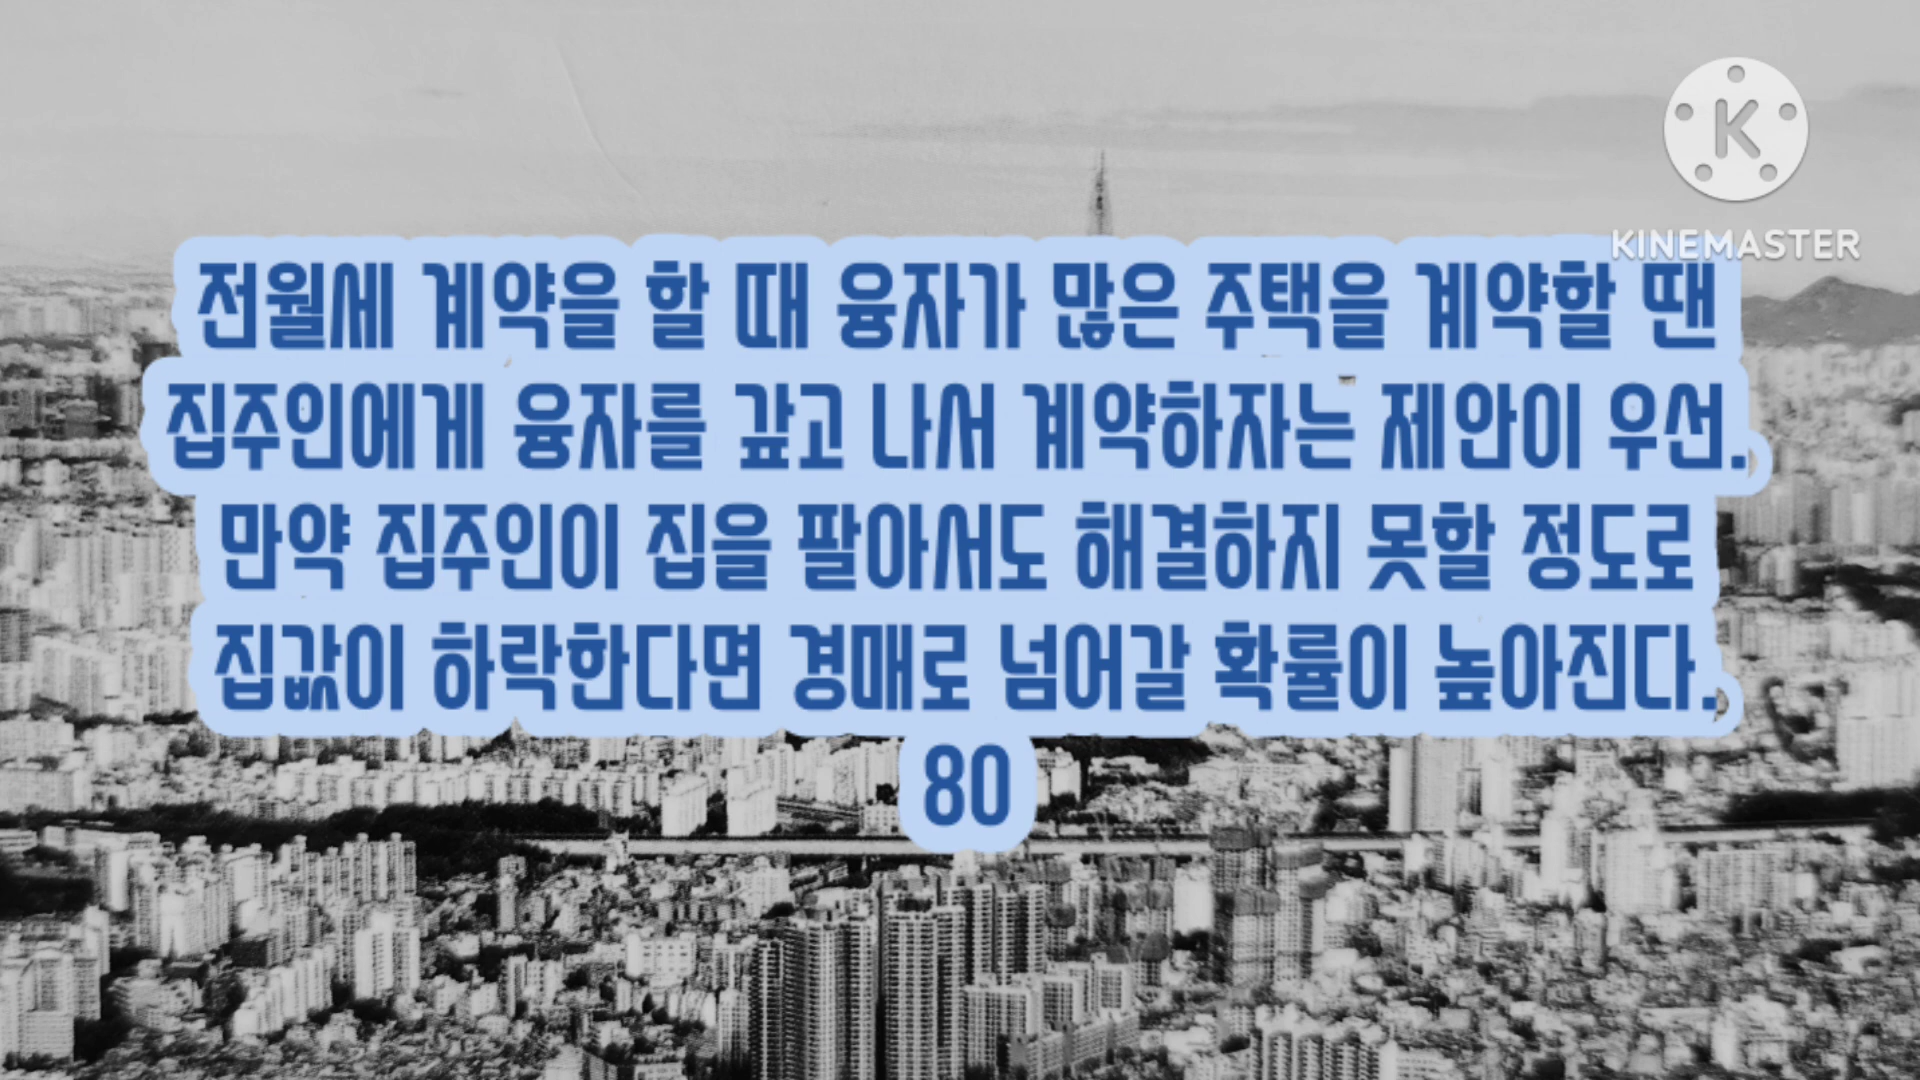 KINEMASTER
전월세 계약을 할 때 융자가 많은 주택을 계약할 땐
집주인에게 융자를 갚고 나서 계약하자는 제안이 우선.
만약 집주인이 집을 팔아서도 해결하지 못할 정도로
집값이 하락한다면 경매로 넘어갈 확률이 높아진다.
80